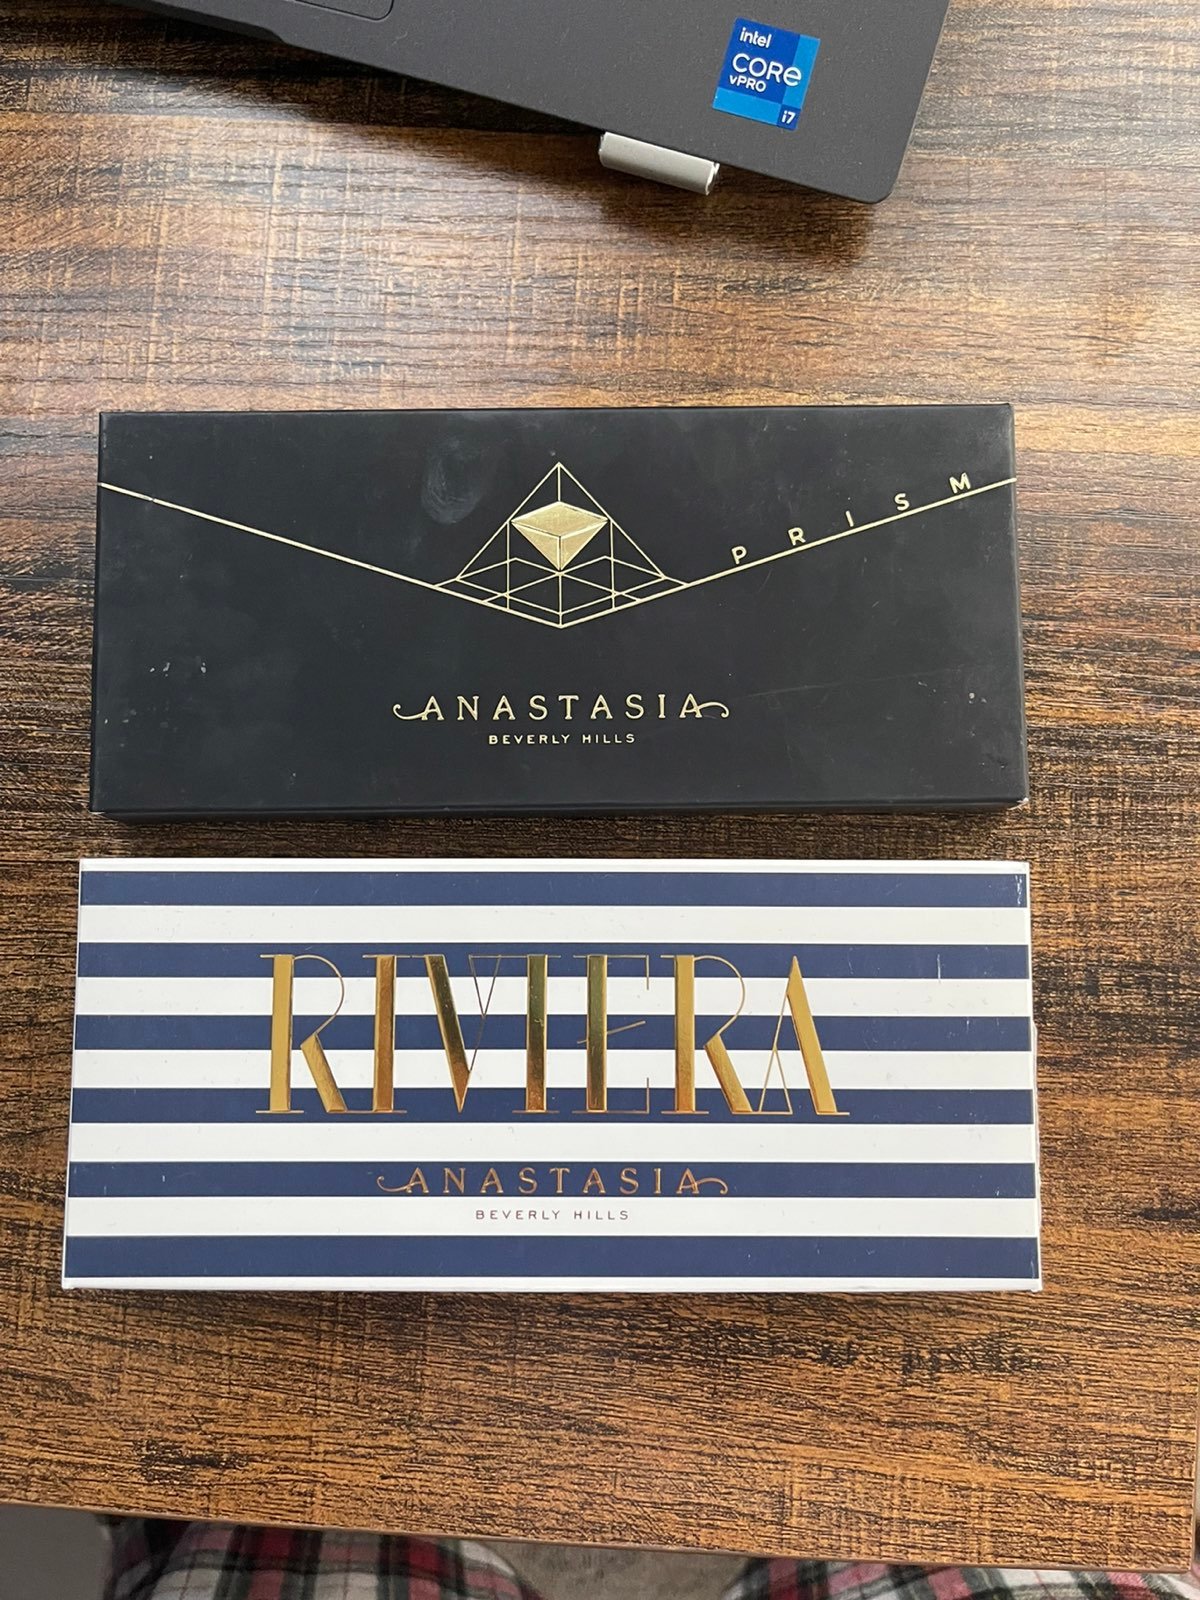 intel
CORe
vPRO
i7
PRISM
ANASTASIA
BEVERLY HILLS
RIVIERA
ANASTASIA
BEVERLY HILLS